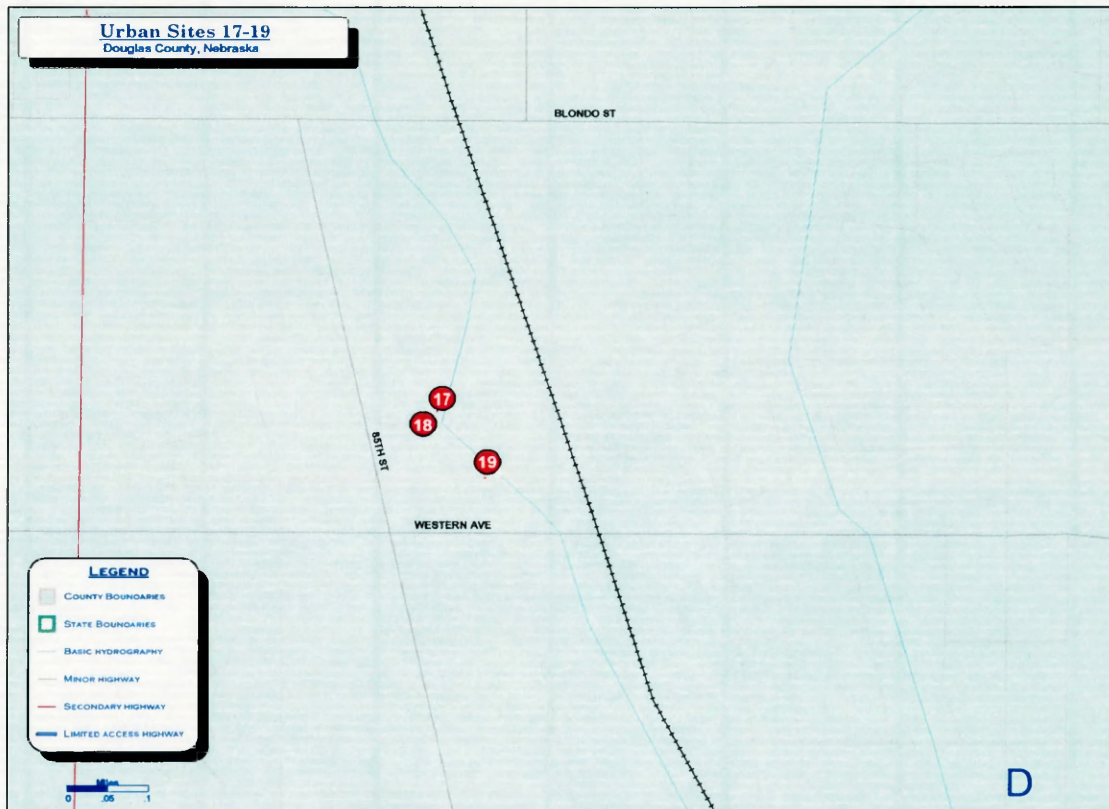 Urban Sites 17-19
Douglas County, Nebraska
BLONDO ST
17
18
85TH ST
19
WESTERN AVE
LEGEND
COUNTY BOUNDARIES
STATE BOUNDARIES
BASIC HYDROGRAPHY
MINOR HIGHWAY
SECONDARY HIGHWAY
LIMITED ACCESS HIGHWAY
Miles
0 .05 .1
D